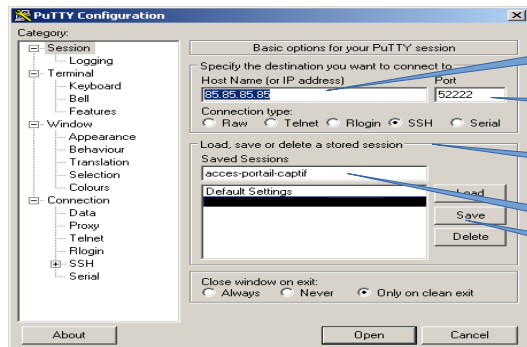 PuTTY Configuration
Category:
Session
Logging
Terminal
Keyboard
Bell
Features
Window
Appearance
Behaviour
Translation
Selection
Colours
Connection
Data
Proxy
Telnet
Rlogin
SSH
Serial
Basic options for your PuTTY session
Specify the destination you want to connect to
Host Name (or IP address) Port
85.85.85.85 52222
Connection type:
Raw Telnet Rlogin SSH Serial
Load, save or delete a stored session
Saved Sessions
acces-portail-captif
Default Settings
Load
Save
Delete
Close window on exit:
Always Never Only on clean exit
About Open Cancel